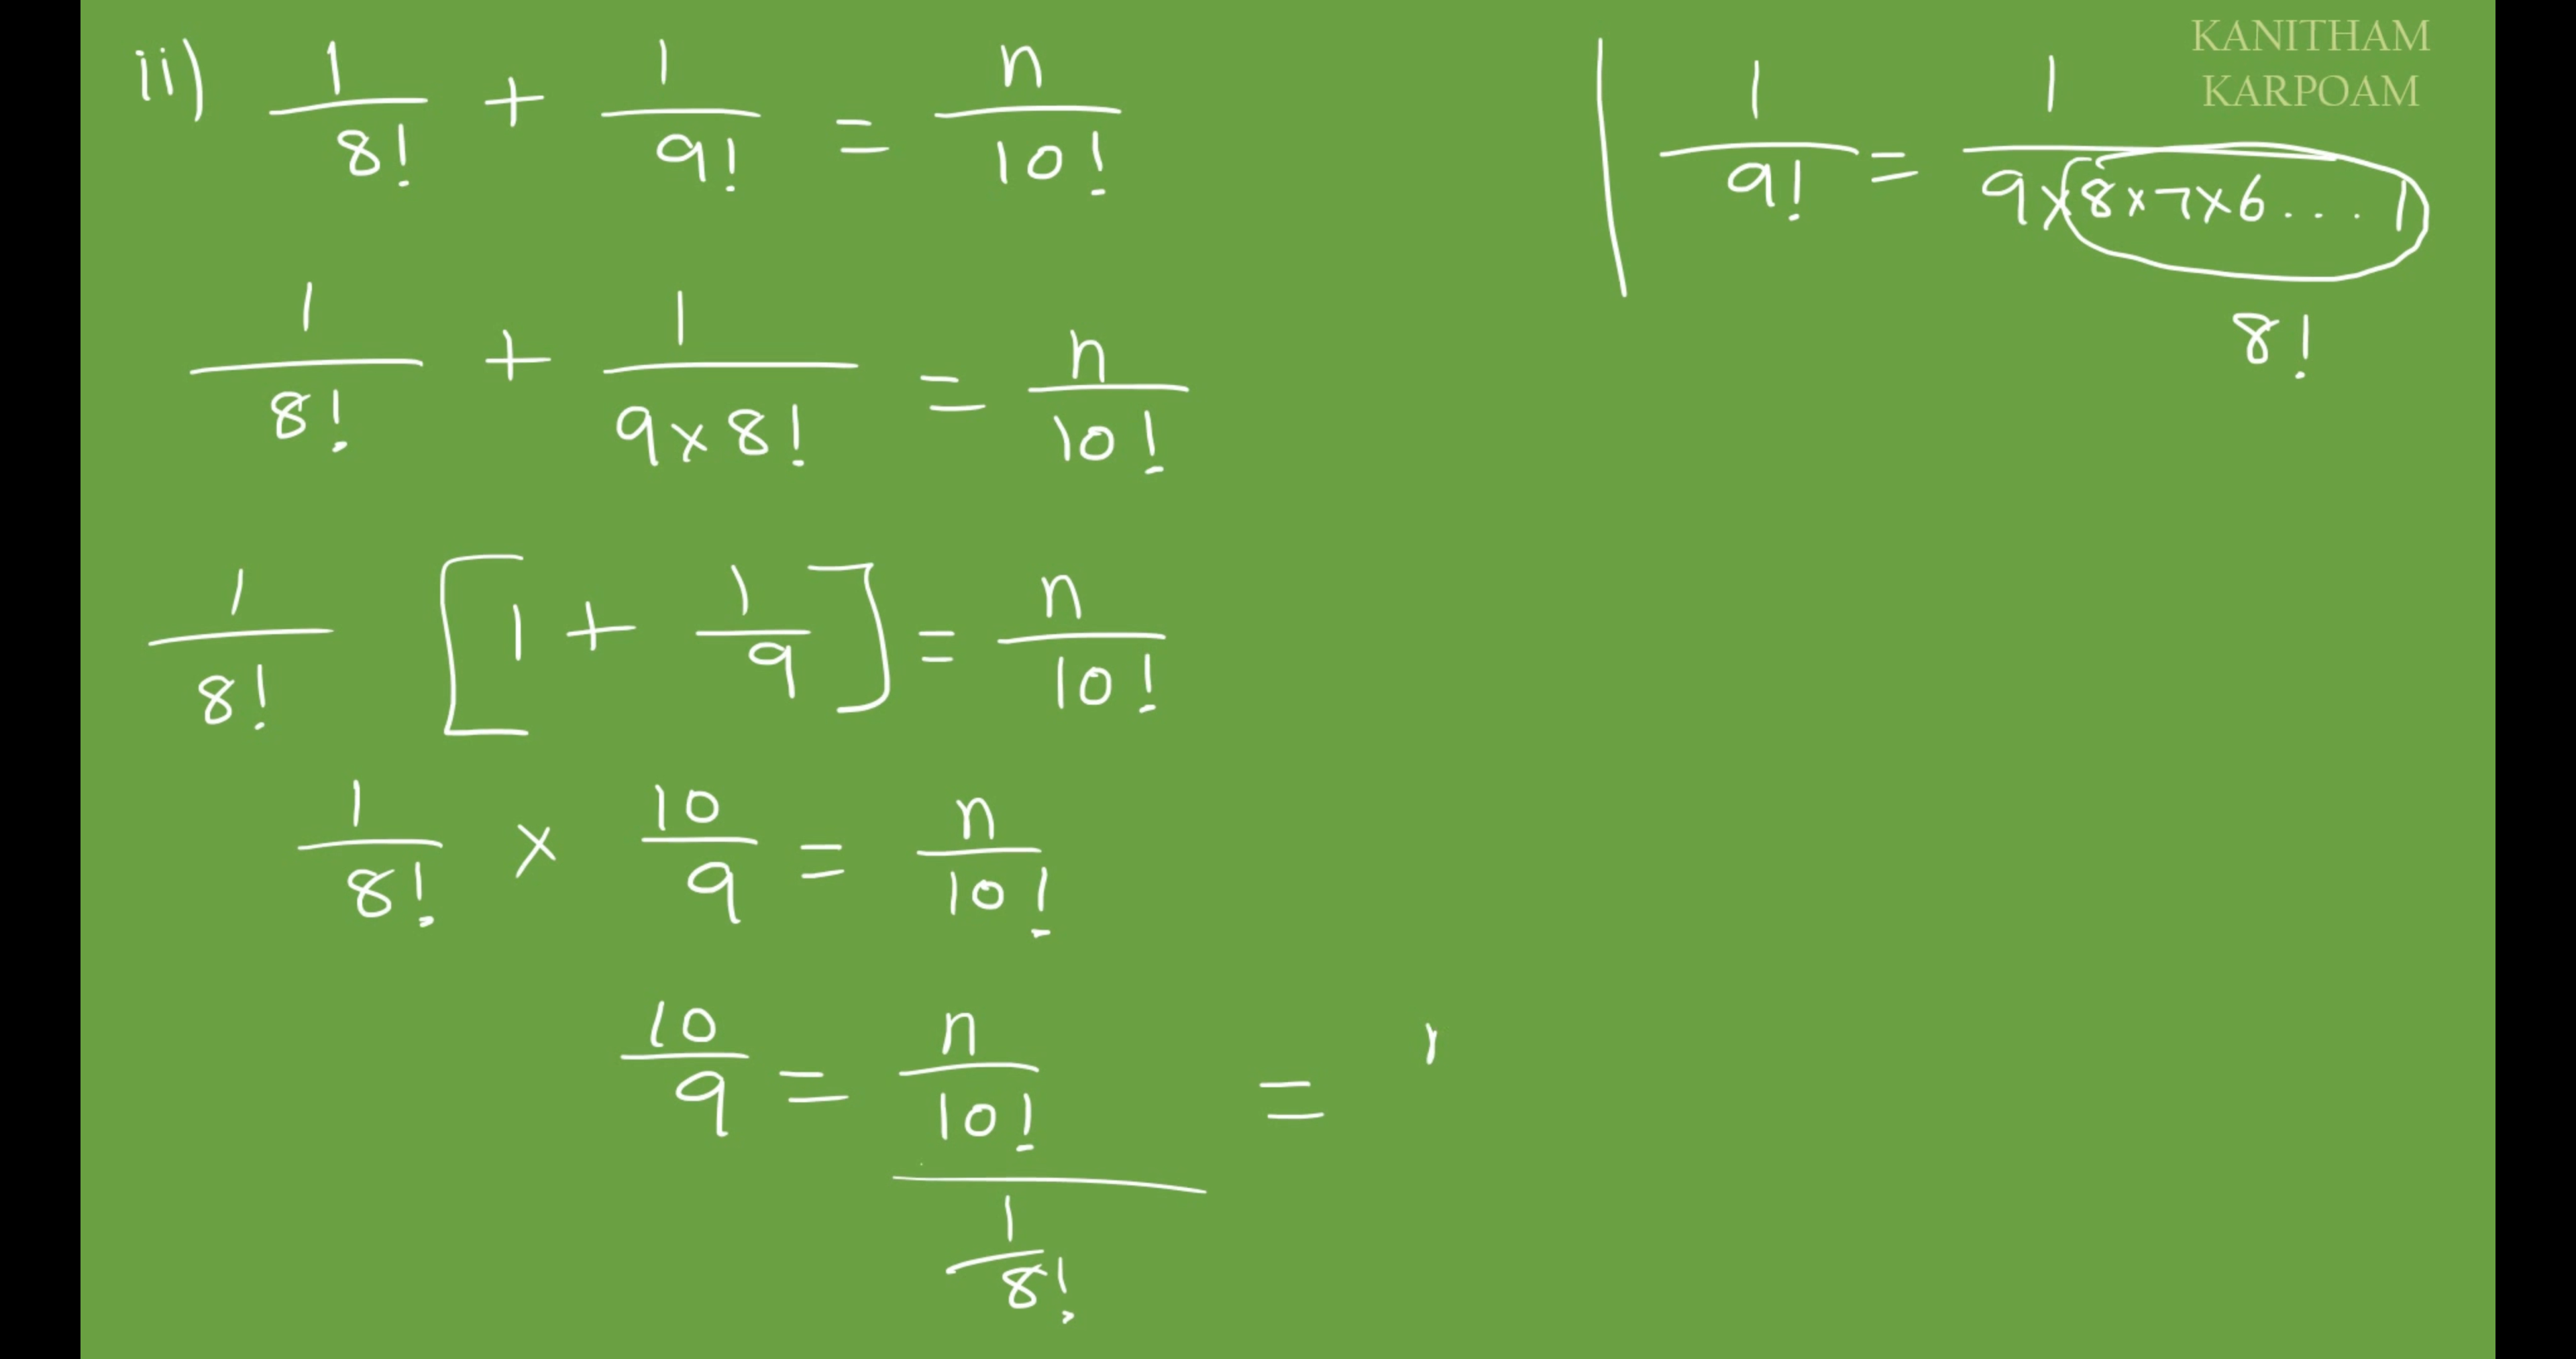 KANITHAM
KARPOAM
ii) 1/8! + 1/9! = n/10!
1/9! = 1/(9×8×7×6...1)
8!
1/8! + 1/(9×8!) = n/10!
1/8! [1 + 1/9] = n/10!
1/8! × 10/9 = n/10!
10/9 = (n/10!)/(1/8!) =